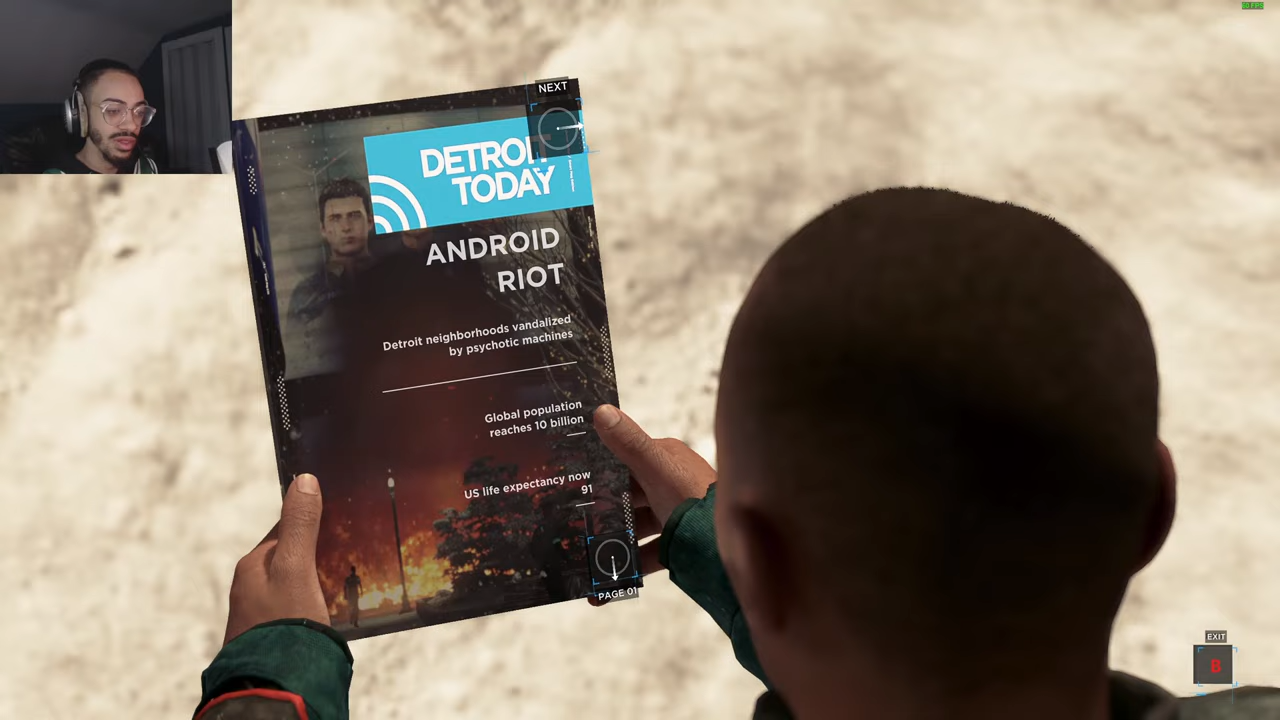 NEXT
DETROIT
TODAY
ANDROID
RIOT
Detroit neighborhoods vandalized
by psychotic machines
Global population
reaches 10 billion
US life expectancy now
91
PAGE 01
EXIT
B